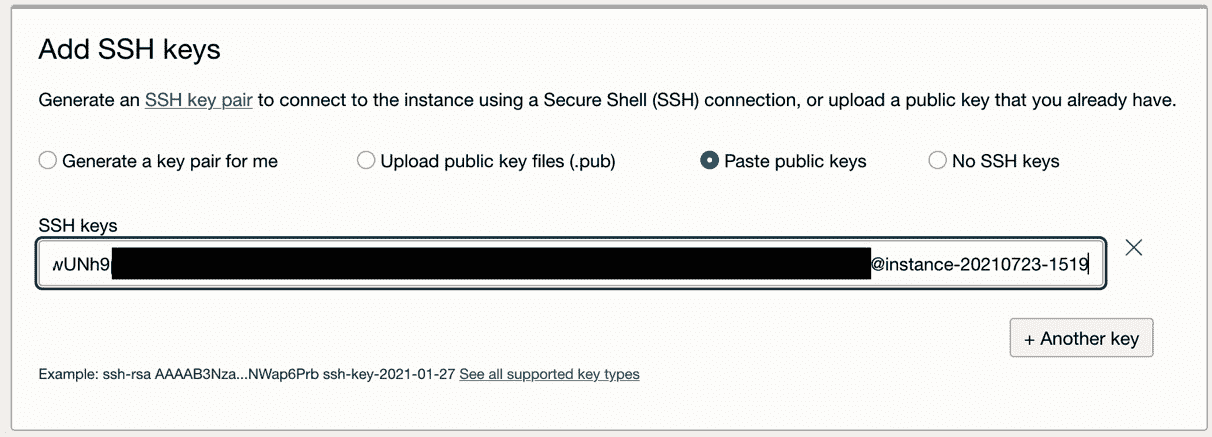 Add SSH keys
Generate an SSH key pair to connect to the instance using a Secure Shell (SSH) connection, or upload a public key that you already have.
Generate a key pair for me Upload public key files (.pub) Paste public keys No SSH keys
SSH keys
wUNh9 @instance-20210723-1519
+ Another key
Example: ssh-rsa AAAAB3Nza...NWap6Prb ssh-key-2021-01-27 See all supported key types